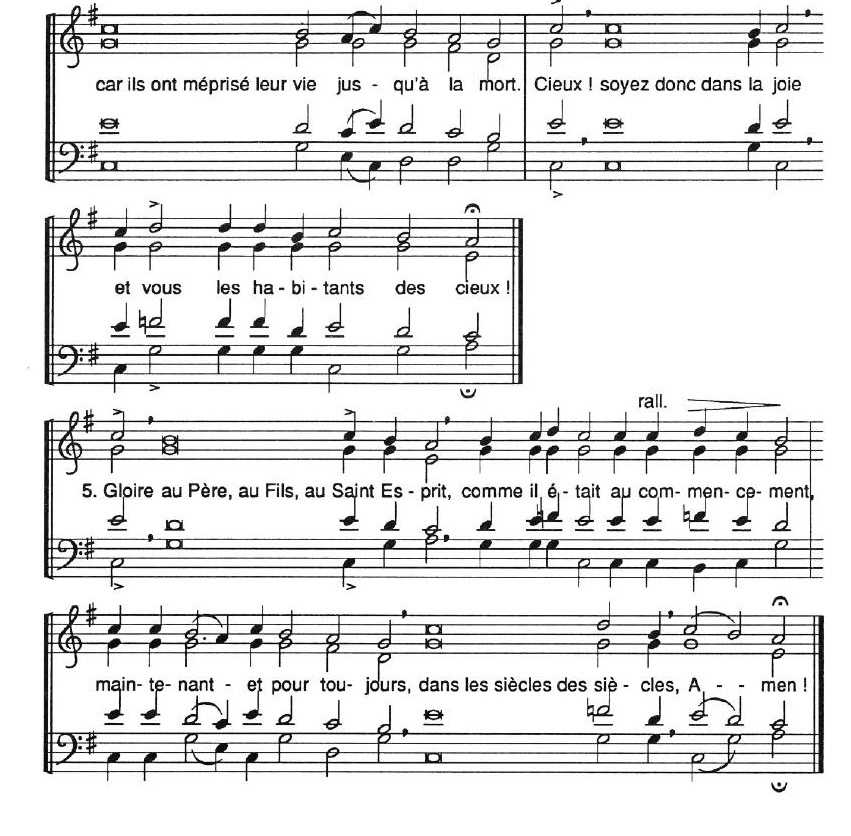 car ils ont méprisé leur vie jus - qu'à la mort. Cieux ! soyez donc dans la joie
et vous les ha - bi - tants des cieux !
rall.
5. Gloire au Père, au Fils, au Saint Es - prit, comme il é - tait au com- men- ce- ment,
main- te- nant - et pour tou- jours, dans les siècles des siè - cles, A - - men !